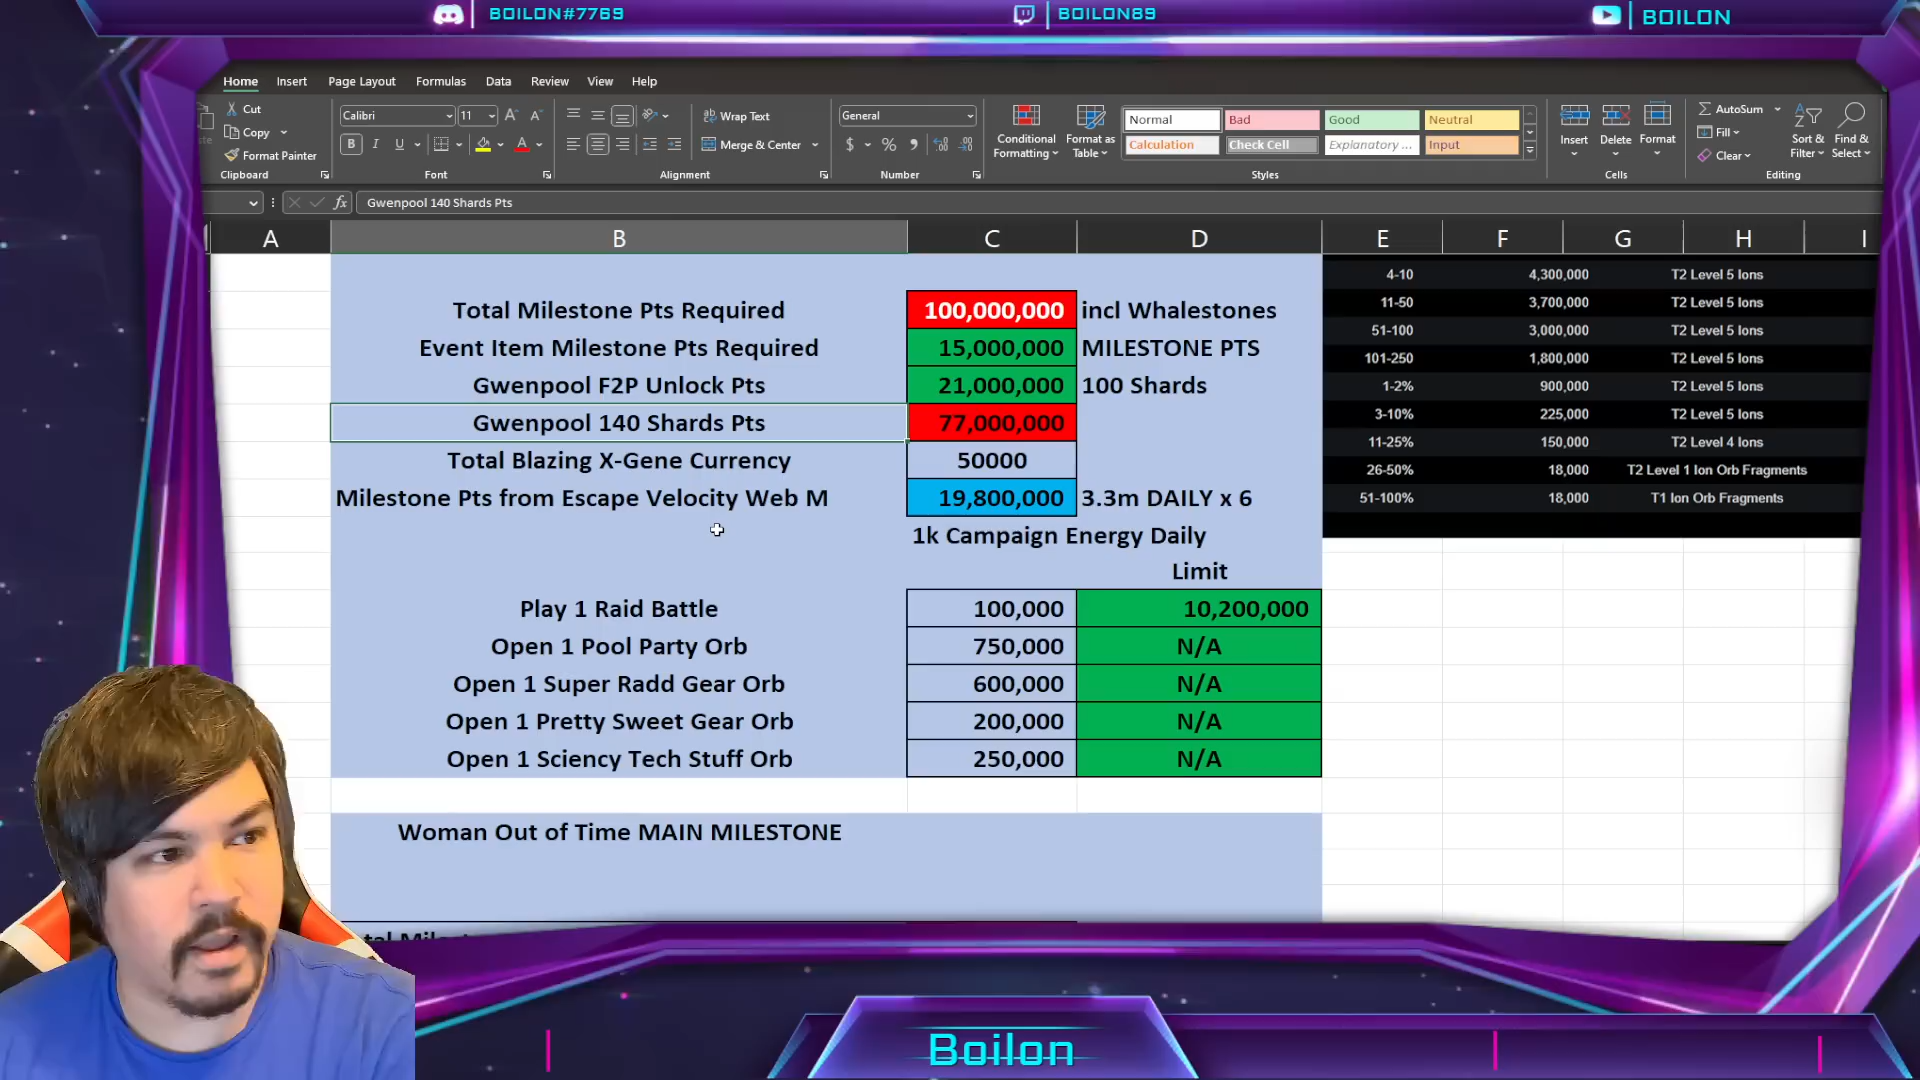 BOILON#7769
BOILON89
BOILON
Home Insert Page Layout Formulas Data Review View Help
Cut
Copy
Format Painter
Clipboard
Calibri 11
Font
Wrap Text
Merge & Center
Alignment
General
Number
Conditional Formatting
Format as Table
Normal Bad Good Neutral
Calculation Check Cell Explanatory ... Input
Styles
Insert Delete Format
Cells
AutoSum
Fill
Clear
Sort & Filter
Find & Select
Editing
Gwenpool 140 Shards Pts
A B C D E F G H I
Total Milestone Pts Required 100,000,000 incl Whalestones
Event Item Milestone Pts Required 15,000,000 MILESTONE PTS
Gwenpool F2P Unlock Pts 21,000,000 100 Shards
Gwenpool 140 Shards Pts 77,000,000
Total Blazing X-Gene Currency 50000
Milestone Pts from Escape Velocity Web M 19,800,000 3.3m DAILY x 6
1k Campaign Energy Daily
Limit
Play 1 Raid Battle 100,000 10,200,000
Open 1 Pool Party Orb 750,000 N/A
Open 1 Super Radd Gear Orb 600,000 N/A
Open 1 Pretty Sweet Gear Orb 200,000 N/A
Open 1 Sciency Tech Stuff Orb 250,000 N/A
Woman Out of Time MAIN MILESTONE
4-10 4,300,000 T2 Level 5 Ions
11-50 3,700,000 T2 Level 5 Ions
51-100 3,000,000 T2 Level 5 Ions
101-250 1,800,000 T2 Level 5 Ions
1-2% 900,000 T2 Level 5 Ions
3-10% 225,000 T2 Level 5 Ions
11-25% 150,000 T2 Level 4 Ions
26-50% 18,000 T2 Level 1 Ion Orb Fragments
51-100% 18,000 T1 Ion Orb Fragments
Boilon